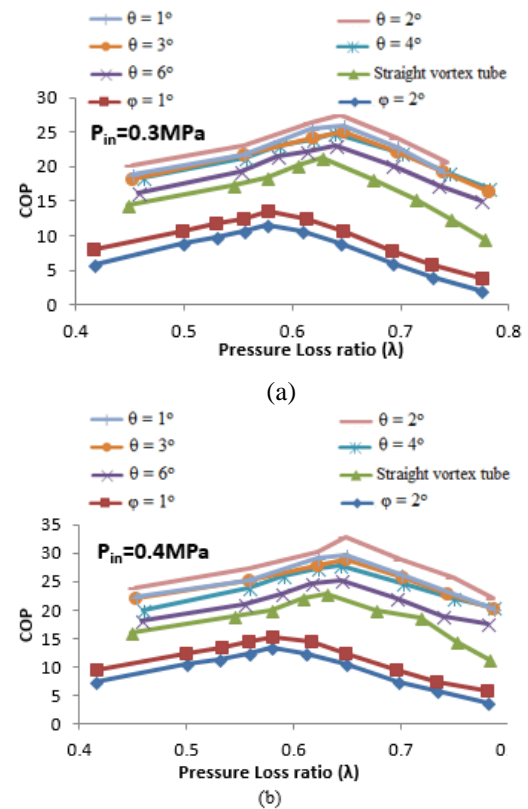 (a)
θ = 1° θ = 2°
θ = 3° θ = 4°
θ = 6° Straight vortex tube
φ = 1° φ = 2°
30
P_in=0.3MPa
25
20
15
10
5
0
COP
0.4 0.5 0.6 0.7 0.8
Pressure Loss ratio (λ)
(a)
θ = 1° θ = 2°
θ = 3° θ = 4°
θ = 6° Straight vortex tube
φ = 1° φ = 2°
35
P_in=0.4MPa
30
25
20
15
10
5
0
COP
0.4 0.5 0.6 0.7 0
Pressure Loss ratio (λ)
(b)